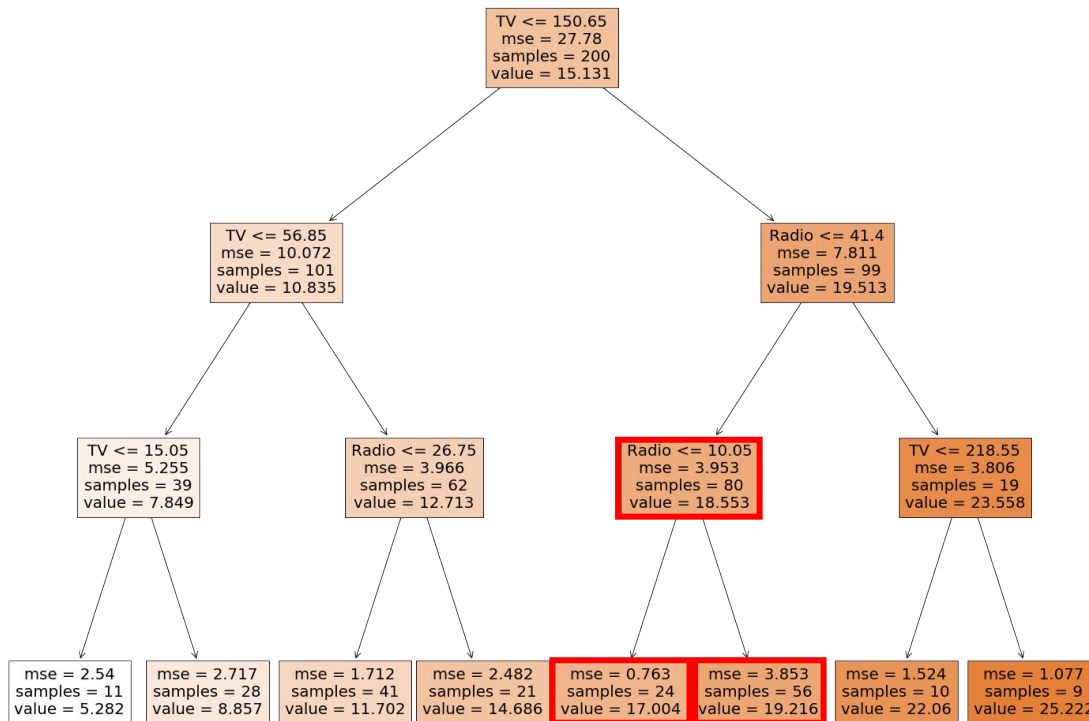 TV <= 150.65
mse = 27.78
samples = 200
value = 15.131
TV <= 56.85
mse = 10.072
samples = 101
value = 10.835
Radio <= 41.4
mse = 7.811
samples = 99
value = 19.513
TV <= 15.05
mse = 5.255
samples = 39
value = 7.849
Radio <= 26.75
mse = 3.966
samples = 62
value = 12.713
Radio <= 10.05
mse = 3.953
samples = 80
value = 18.553
TV <= 218.55
mse = 3.806
samples = 19
value = 23.558
mse = 2.54
samples = 11
value = 5.282
mse = 2.717
samples = 28
value = 8.857
mse = 1.712
samples = 41
value = 11.702
mse = 2.482
samples = 21
value = 14.686
mse = 0.763
samples = 24
value = 17.004
mse = 3.853
samples = 56
value = 19.216
mse = 1.524
samples = 10
value = 22.06
mse = 1.077
samples = 9
value = 25.222